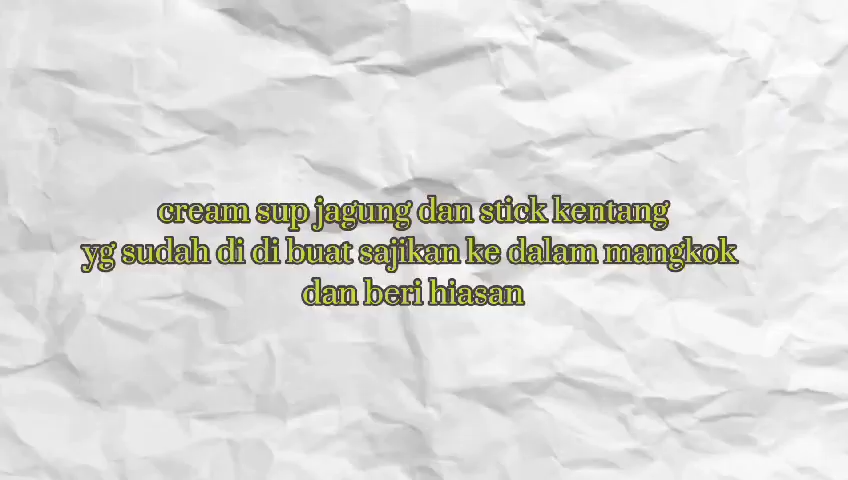 cream sup jagung dan stick kentang
yg sudah di di buat sajikan ke dalam mangkok
dan beri hiasan